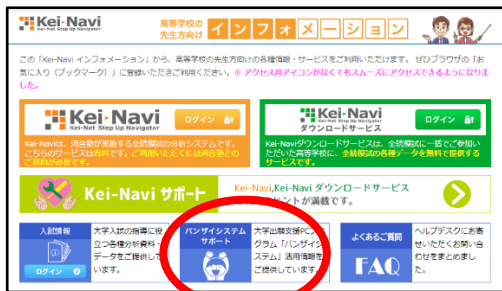 Kei-Navi
Kei-Net Step Up Navigator
高等学校の
先生方向け
インフォメーション
この「Kei-Navi インフォメーション」から、高等学校の先生方向けの各種情報・サービスをご利用いただけます。 ぜひブラウザの「お
気に入り（ブックマーク）」に登録いただきご利用ください。※ アクセス用アイコンがなくてもスムーズにアクセスできるようになりま
した。
Kei-Navi
Kei-Net Step Up Navigator
ログイン
Kei-Naviは、河合塾が実施する全統模試の分析システムです。
こちらのサービスは有料です。ご利用いただくには河合塾との
ご契約が必要です。
Kei-Navi
Kei-Net Step Up Navigator
ダウンロードサービス
ログイン
Kei-Naviダウンロードサービスは、全統模試に一括でご参加い
ただいた高等学校に、全統模試の各種データを無料で提供する
サービスです。
Kei-Navi サポート
Kei-Navi,Kei-Navi ダウンロードサービス
ヒントが満載です。
入試情報
ログイン
大学入試の指導に役
立つ各種分析資料・
データをご提供して
います。
バンザイシステム
サポート
大学出願支援PCプロ
グラム「バンザイシ
ステム」活用情報を
ご提供しています。
よくあるご質問
FAQ
ヘルプデスクにお寄
せいただくお問い合
わせをまとめまし
た。